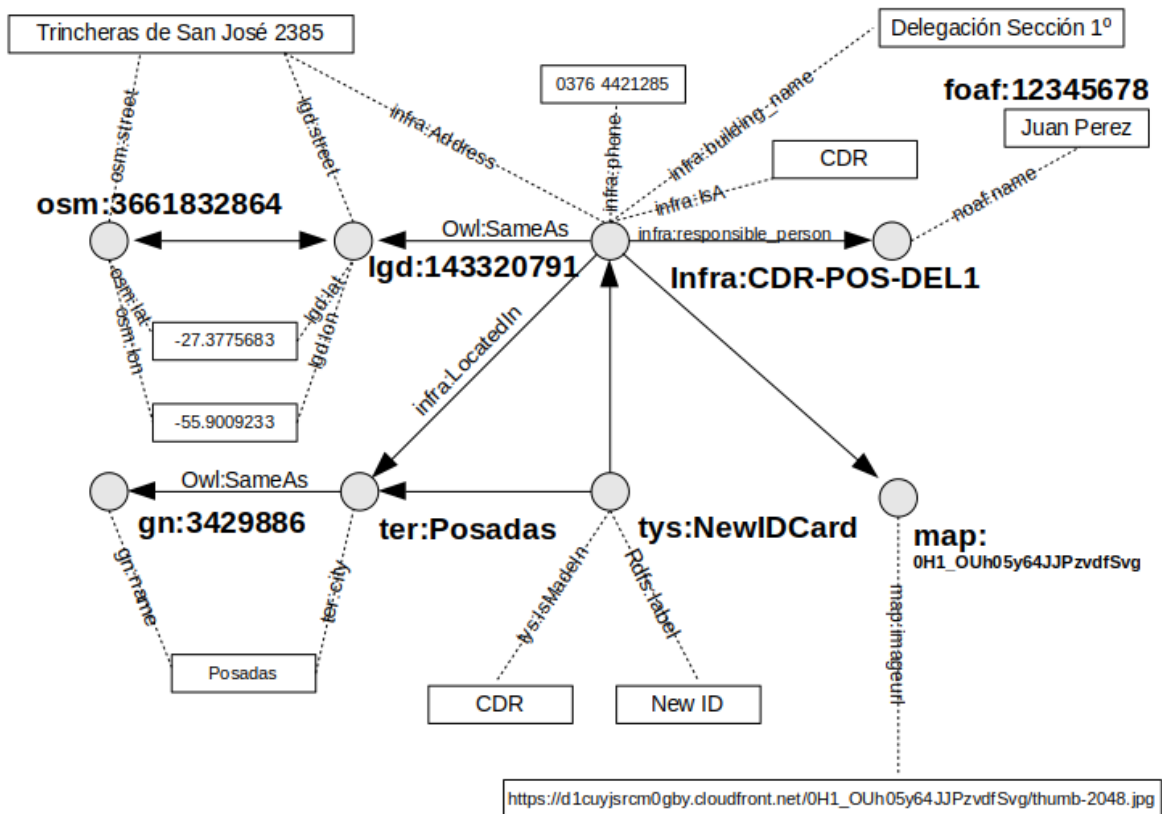 Trincheras de San José 2385
Delegación Sección 1º
0376 4421285
foaf:12345678
Juan Perez
CDR
osm:street
lgd:street
infra:Address
infra:phone
infra:building_name
infra:ISA
noaf:name
osm:3661832864
Owl:SameAs
infra:responsible_person
lgd:143320791
Infra:CDR-POS-DEL1
osm:lat
osm:lon
lgd:lat
lgd:lon
-27.3775683
infra:LocatedIn
-55.9009233
Owl:SameAs
gn:3429886
ter:Posadas
tys:NewIDCard
map:
0H1_OUh05y64JJPzvdfSvg
gn:name
ter:city
tys:IsMadeIn
Rdfs:label
map:imageurl
Posadas
CDR
New ID
https://d1cuyjsrcm0gby.cloudfront.net/0H1_OUh05y64JJPzvdfSvg/thumb-2048.jpg